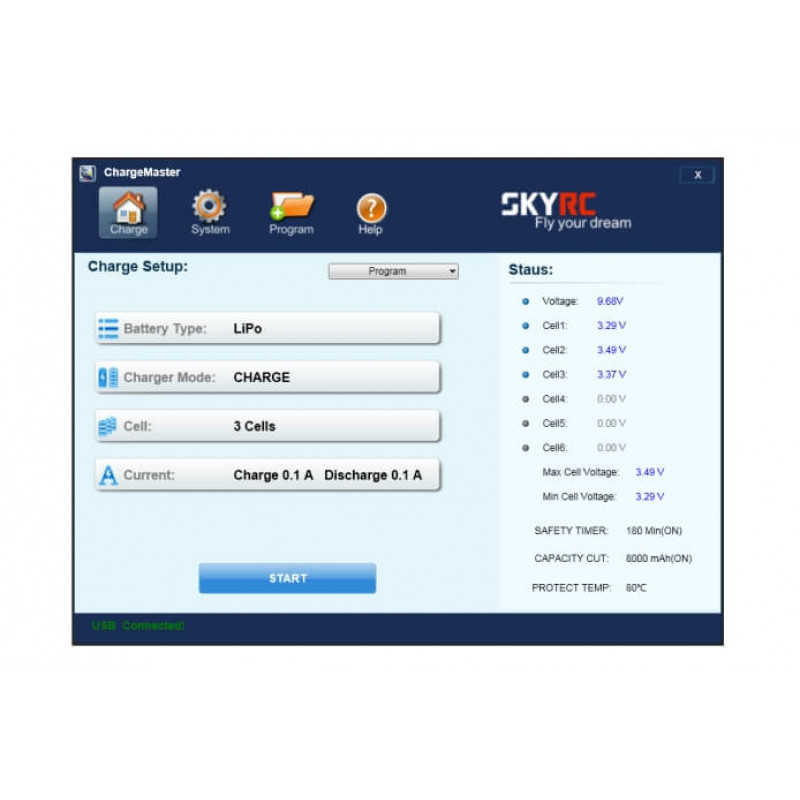 ChargeMaster
X
Charge
System
Program
Help
SKYRC
Fly your dream
Charge Setup:
Program
Battery Type: LiPo
Charger Mode: CHARGE
Cell: 3 Cells
Current: Charge 0.1 A Discharge 0.1 A
START
Staus:
Voltage: 9.68V
Cell1: 3.29 V
Cell2: 3.49 V
Cell3: 3.37 V
Cell4: 0.00 V
Cell5: 0.00 V
Cell6: 0.00 V
Max Cell Voltage: 3.49 V
Min Cell Voltage: 3.29 V
SAFETY TIMER: 180 Min(ON)
CAPACITY CUT: 8000 mAh(ON)
PROTECT TEMP: 80℃
USB Connected!